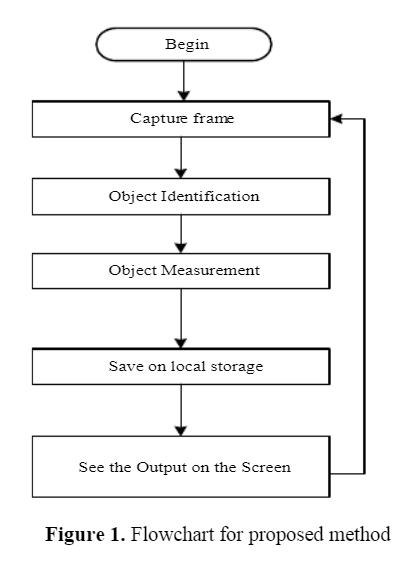 Begin
Capture frame
Object Identification
Object Measurement
Save on local storage
See the Output on the Screen
Figure 1. Flowchart for proposed method